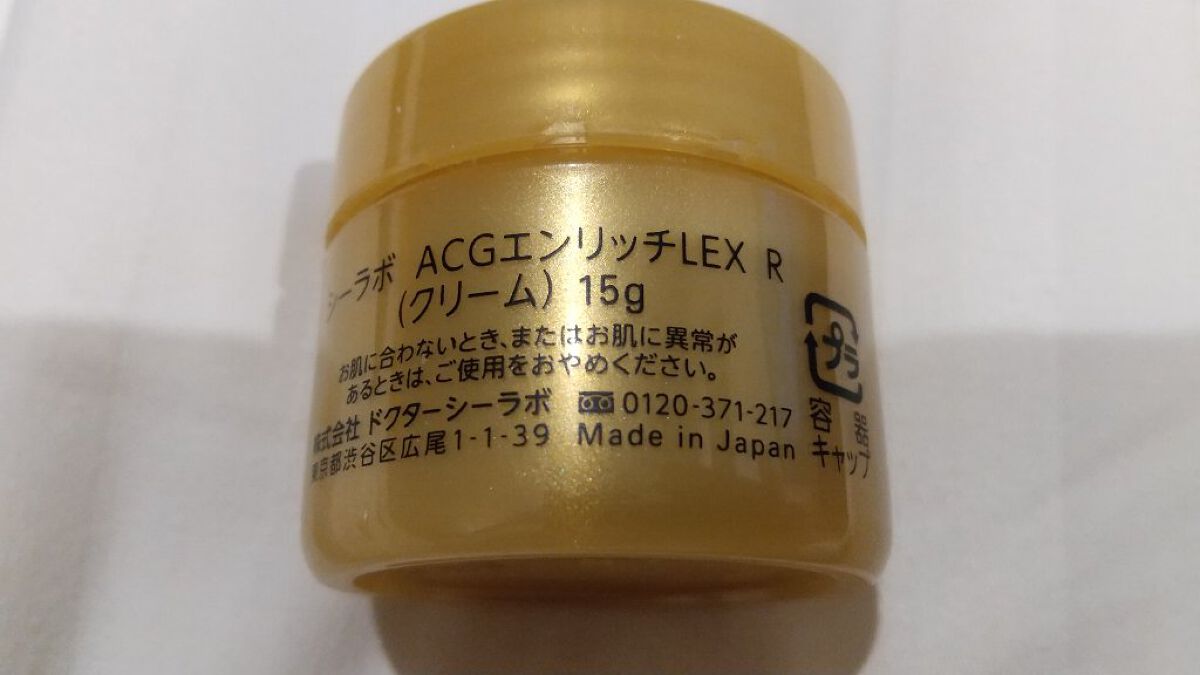 シーラボ ACGエンリッチLEX R
(クリーム) 15g
お肌に合わないとき、またはお肌に異常が
あるときは、ご使用をおやめください。
株式会社 ドクターシーラボ 0120-371-217
東京都渋谷区広尾1-1-39 Made in Japan
プラ
容器
キャップ